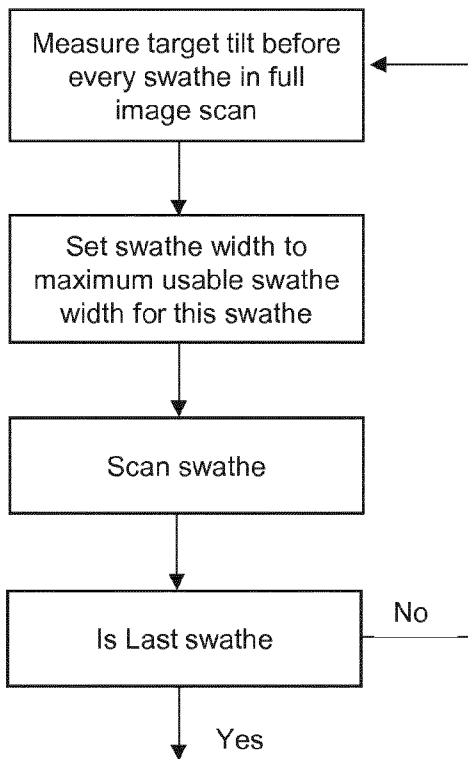 Measure target tilt before
every swathe in full
image scan
Set swathe width to
maximum usable swathe
width for this swathe
Scan swathe
Is Last swathe
No
Yes